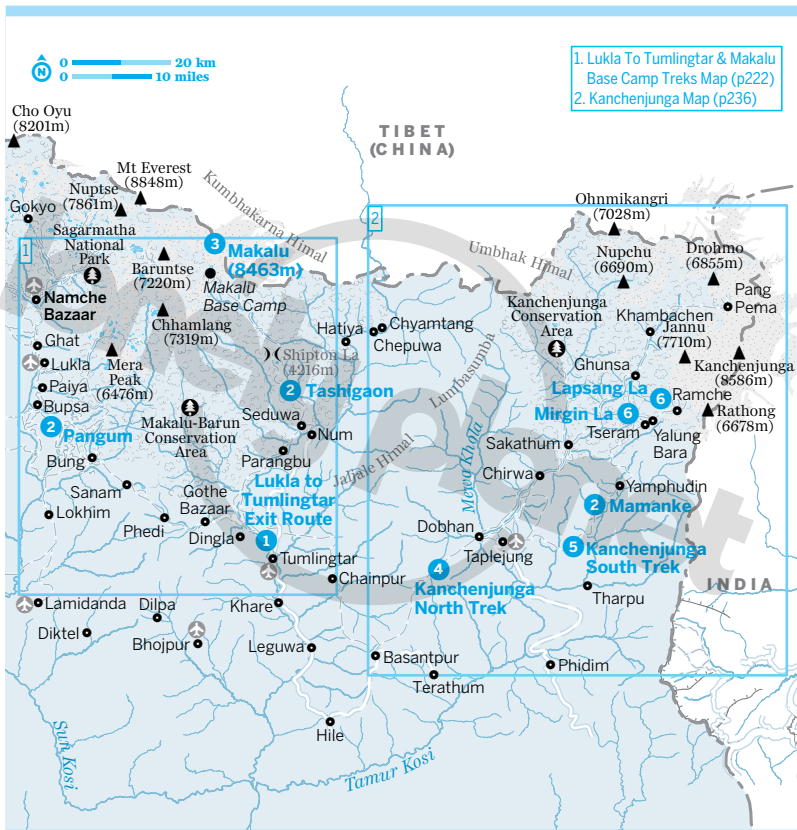 0 20 km
0 10 miles
N
1. Lukla To Tumlingtar & Makalu
Base Camp Treks Map (p222)
2. Kanchenjunga Map (p236)
Cho Oyu
(8201m)
TIBET
(CHINA)
Mt Everest
(8848m)
Nuptse
(7861m)
Kumbhakarna Himal
Gokyo
Sagarmatha
National
Park
1
3
Makalu
(8463m)
Baruntse
(7220m)
Makalu
Base Camp
2
Umbhak Himal
Ohnmikangri
(7028m)
Nupchu
(6690m)
Drohmo
(6855m)
Pang
Pema
Namche
Bazaar
Chhamlang
(7319m)
Hatiya
Chyamtang
Chepuwa
Kanchenjunga
Conservation
Area
Khambachen
Jannu
(7710m)
Ghat
Lukla
Mera
Peak
(6476m)
Shipton La
(4216m)
Lumbasumba
Ghunsa
Kanchenjunga
(8586m)
Paiya
Bupsa
2
Tashigaon
Lapsang La
6
Ramche
Mirgin La
6
Rathong
(6678m)
2
Pangum
Makalu-Barun
Conservation
Area
Seduwa
Num
Tseram
Yalung
Bara
Sakathum
Bung
Parangbu
Jaljale Himal
Mewa Khola
Chirwa
Sanam
Gothe
Bazaar
Lukla to
Tumlingtar
Exit Route
Yamphudin
2
Mamanke
Lokhim
Phedi
Dingla
1
Dobhan
Taplejung
5
Kanchenjunga
South Trek
Tumlingtar
Chainpur
4
Kanchenjunga
North Trek
Tharpu
INDIA
Lamidanda
Dilpa
Khare
Diktel
Bhojpur
Leguwa
Basantpur
Phidim
Terathum
Hile
Sun Kosi
Tamur Kosi
lonely planet